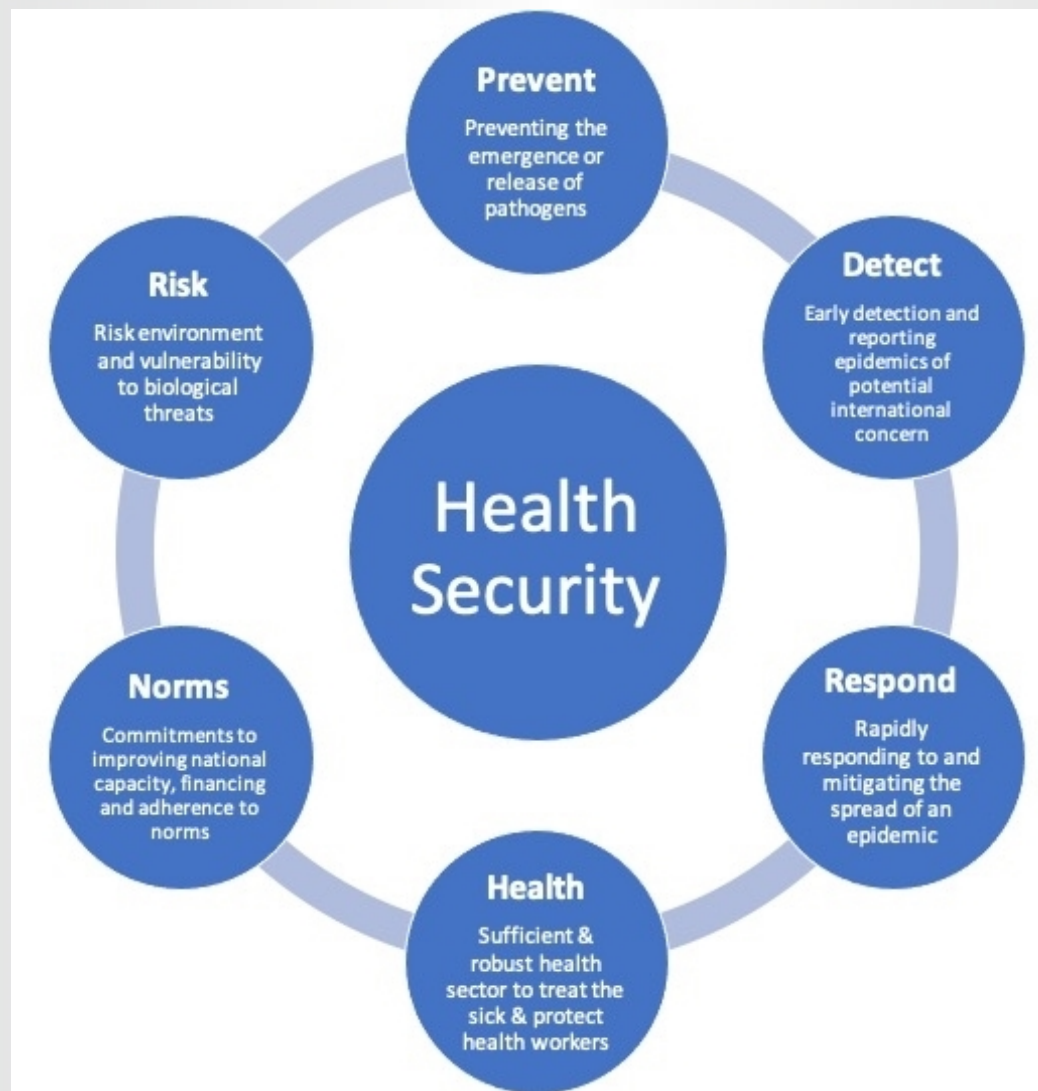 Prevent
Preventing the
emergence or
release of
pathogens
Detect
Early detection and
reporting
epidemics of
potential
international
concern
Respond
Rapidly
responding to and
mitigating the
spread of an
epidemic
Health
Sufficient &
robust health
sector to treat the
sick & protect
health workers
Norms
Commitments to
improving national
capacity, financing
and adherence to
norms
Risk
Risk environment
and vulnerability
to biological
threats
Health
Security